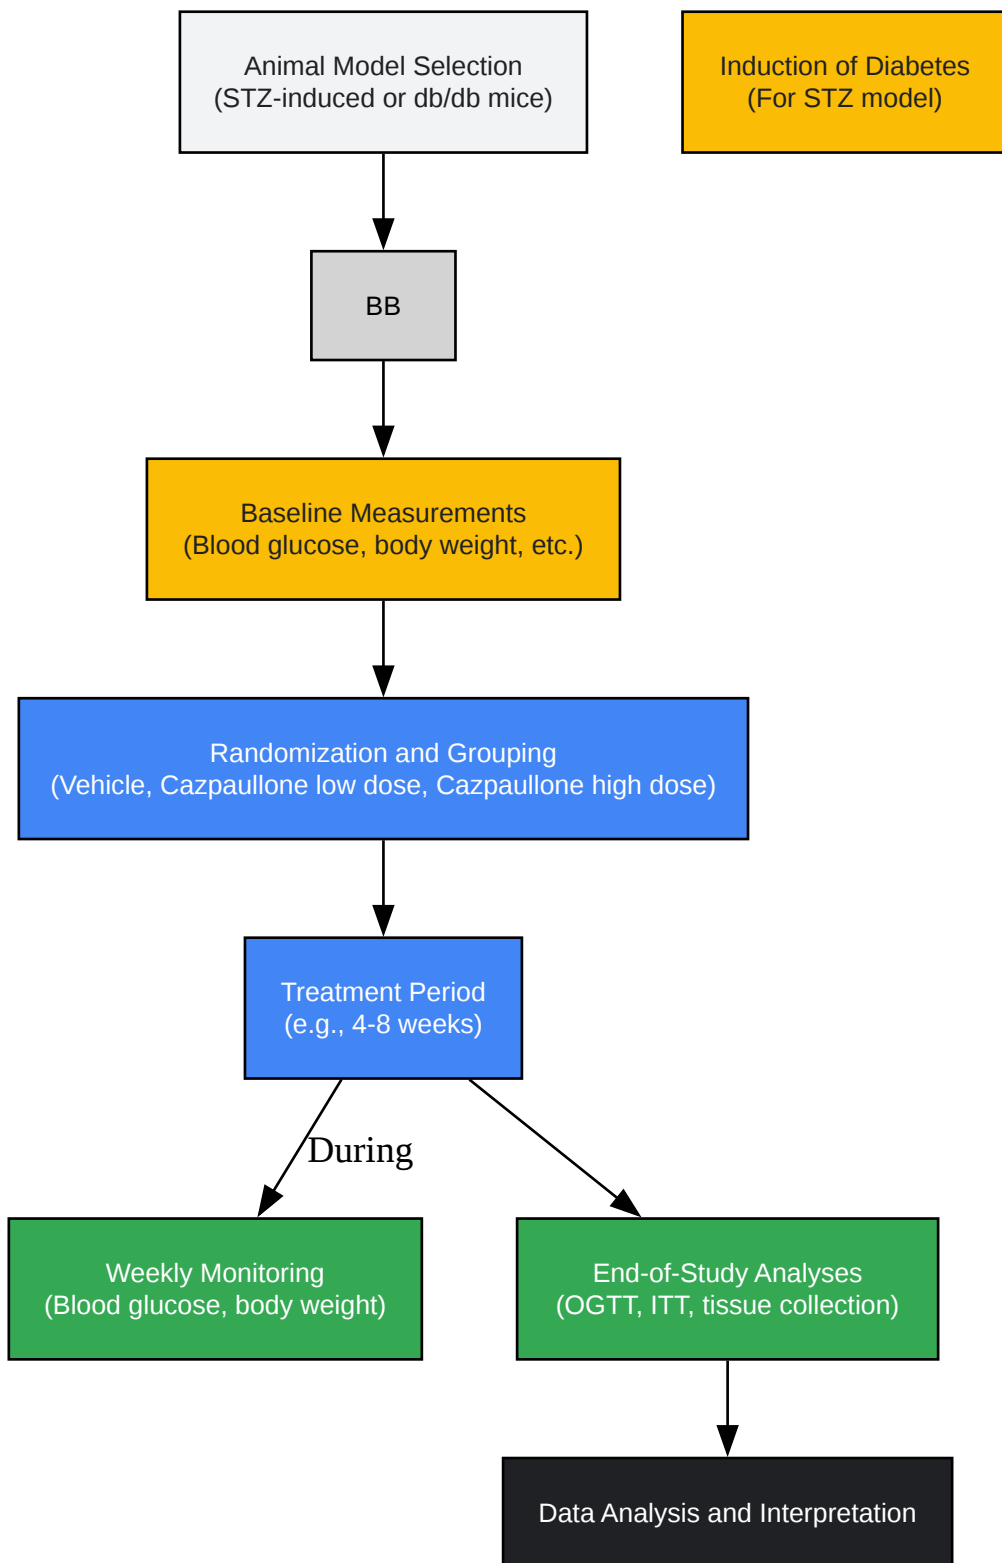 Animal Model Selection
(STZ-induced or db/db mice)
Induction of Diabetes
(For STZ model)
BB
Baseline Measurements
(Blood glucose, body weight, etc.)
Randomization and Grouping
(Vehicle, Cazpaullone low dose, Cazpaullone high dose)
Treatment Period
(e.g., 4-8 weeks)
During
Weekly Monitoring
(Blood glucose, body weight)
End-of-Study Analyses
(OGTT, ITT, tissue collection)
Data Analysis and Interpretation